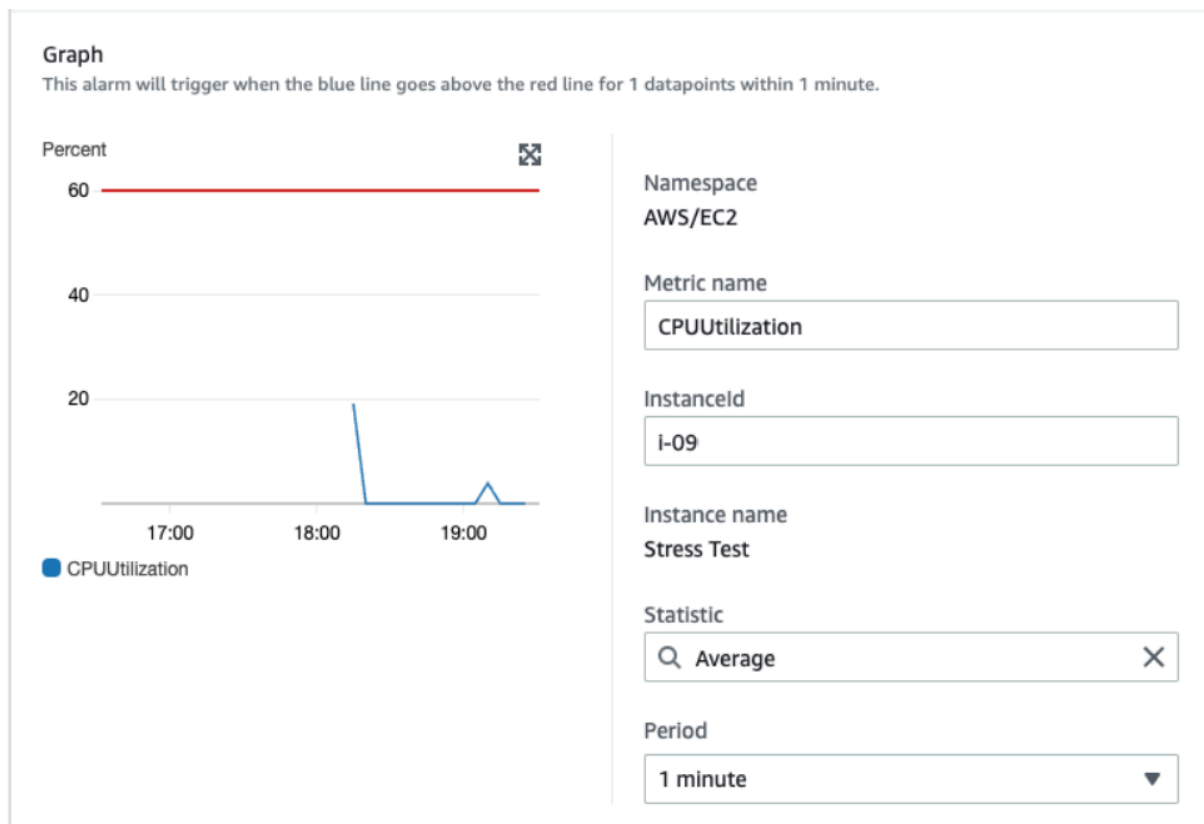 Graph
This alarm will trigger when the blue line goes above the red line for 1 datapoints within 1 minute.
Percent
60
40
20
17:00 18:00 19:00
CPUUtilization
Namespace
AWS/EC2
Metric name
CPUUtilization
InstanceId
i-09
Instance name
Stress Test
Statistic
Average
Period
1 minute